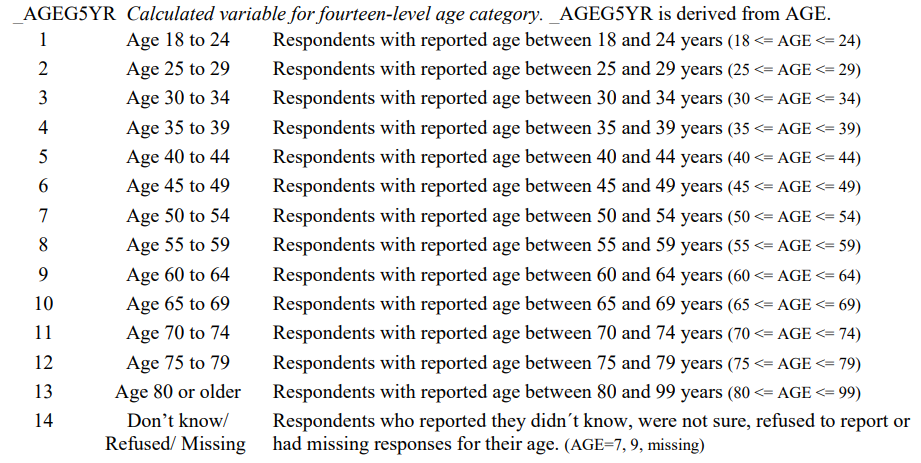 _AGEG5YR Calculated variable for fourteen-level age category. _AGEG5YR is derived from AGE.
1 Age 18 to 24 Respondents with reported age between 18 and 24 years (18 <= AGE <= 24)
2 Age 25 to 29 Respondents with reported age between 25 and 29 years (25 <= AGE <= 29)
3 Age 30 to 34 Respondents with reported age between 30 and 34 years (30 <= AGE <= 34)
4 Age 35 to 39 Respondents with reported age between 35 and 39 years (35 <= AGE <= 39)
5 Age 40 to 44 Respondents with reported age between 40 and 44 years (40 <= AGE <= 44)
6 Age 45 to 49 Respondents with reported age between 45 and 49 years (45 <= AGE <= 49)
7 Age 50 to 54 Respondents with reported age between 50 and 54 years (50 <= AGE <= 54)
8 Age 55 to 59 Respondents with reported age between 55 and 59 years (55 <= AGE <= 59)
9 Age 60 to 64 Respondents with reported age between 60 and 64 years (60 <= AGE <= 64)
10 Age 65 to 69 Respondents with reported age between 65 and 69 years (65 <= AGE <= 69)
11 Age 70 to 74 Respondents with reported age between 70 and 74 years (70 <= AGE <= 74)
12 Age 75 to 79 Respondents with reported age between 75 and 79 years (75 <= AGE <= 79)
13 Age 80 or older Respondents with reported age between 80 and 99 years (80 <= AGE <= 99)
14 Don’t know/ Respondents who reported they didn´t know, were not sure, refused to report or
Refused/ Missing had missing responses for their age. (AGE=7, 9, missing)